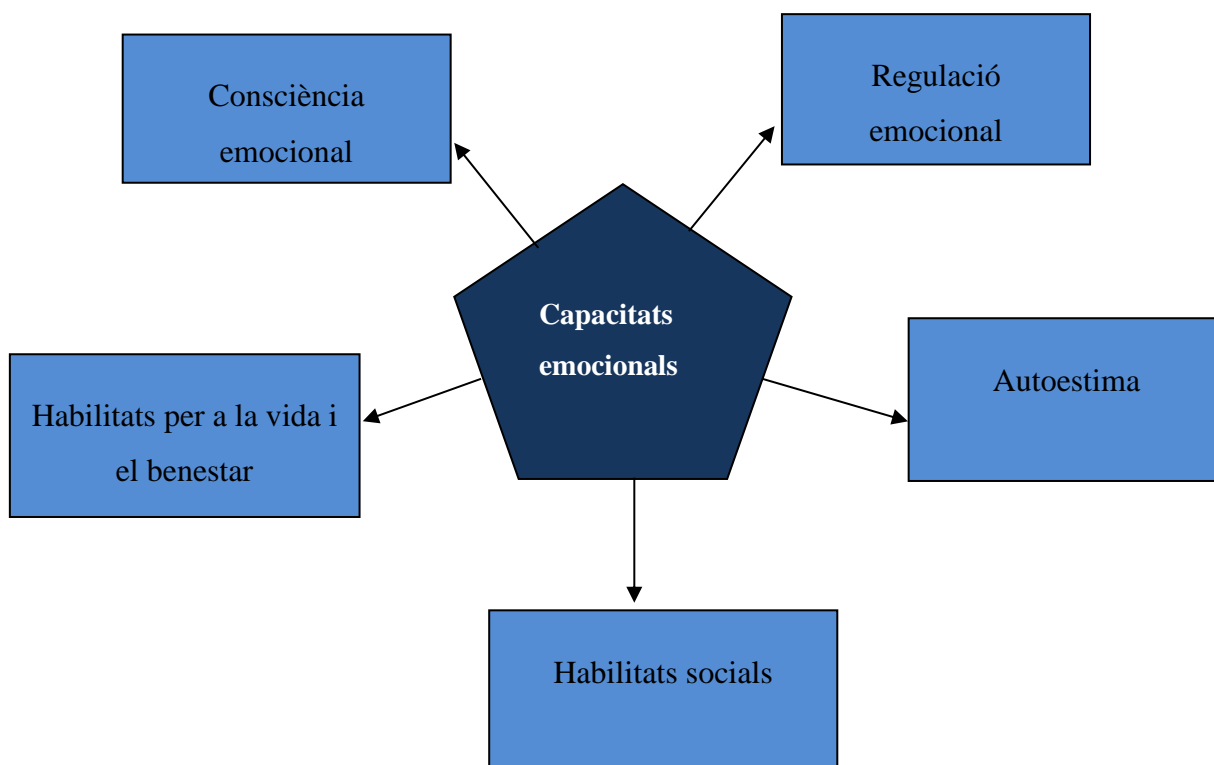 Consciència
emocional
Regulació
emocional
Capacitats
emocionals
Autoestima
Habilitats per a la vida i
el benestar
Habilitats socials